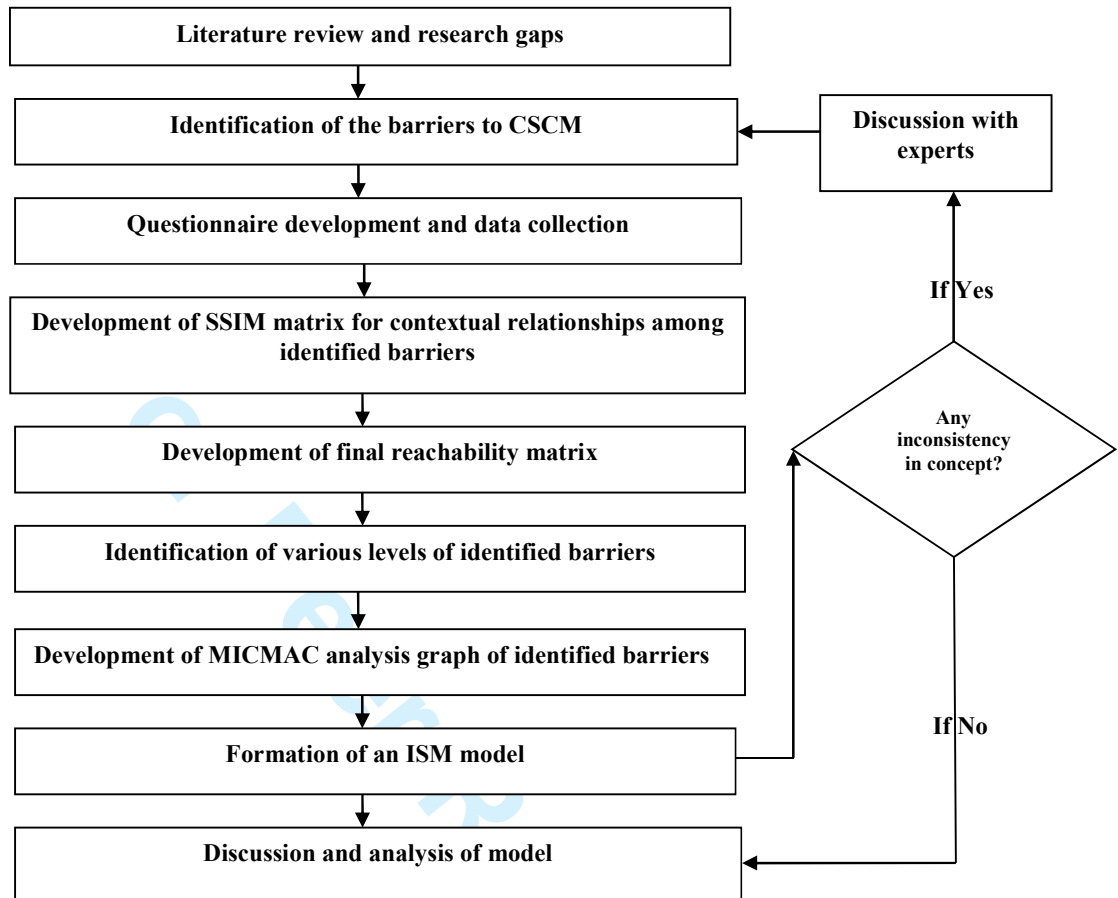 Literature review and research gaps
Identification of the barriers to CSCM
Discussion with
experts
Questionnaire development and data collection
If Yes
Development of SSIM matrix for contextual relationships among
identified barriers
Any
inconsistency
in concept?
Development of final reachability matrix
Identification of various levels of identified barriers
Development of MICMAC analysis graph of identified barriers
If No
Formation of an ISM model
Discussion and analysis of model